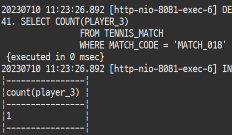 20230710 11:23:26.892 [http-nio-8081-exec-6] DE
41. SELECT COUNT(PLAYER_3)
FROM TENNIS_MATCH
WHERE MATCH_CODE = 'MATCH_018'
{executed in 0 msec}
20230710 11:23:26.892 [http-nio-8081-exec-6] IN
|----------------|
|count(player_3) |
|----------------|
|1 |
|----------------|